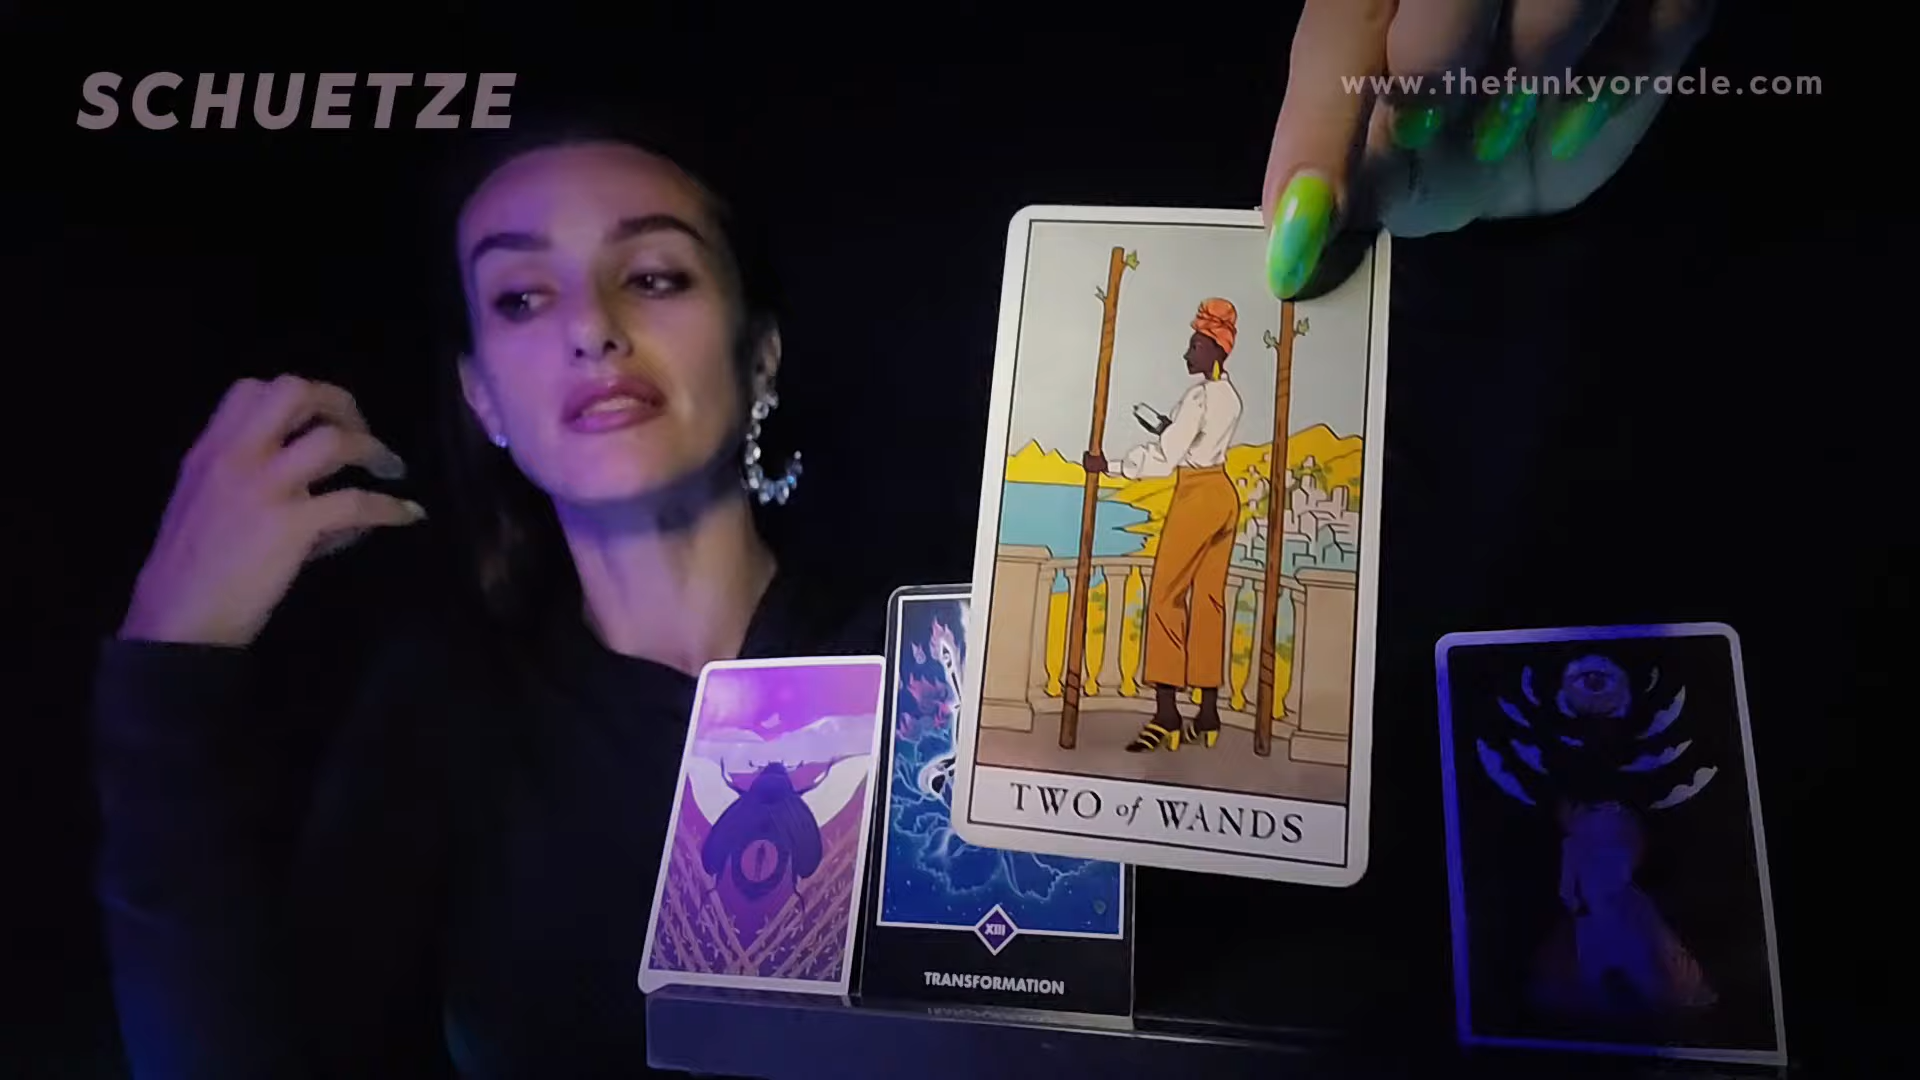 SCHUETZE
www.thefunkyoracle.com
TWO of WANDS
XIII
TRANSFORMATION